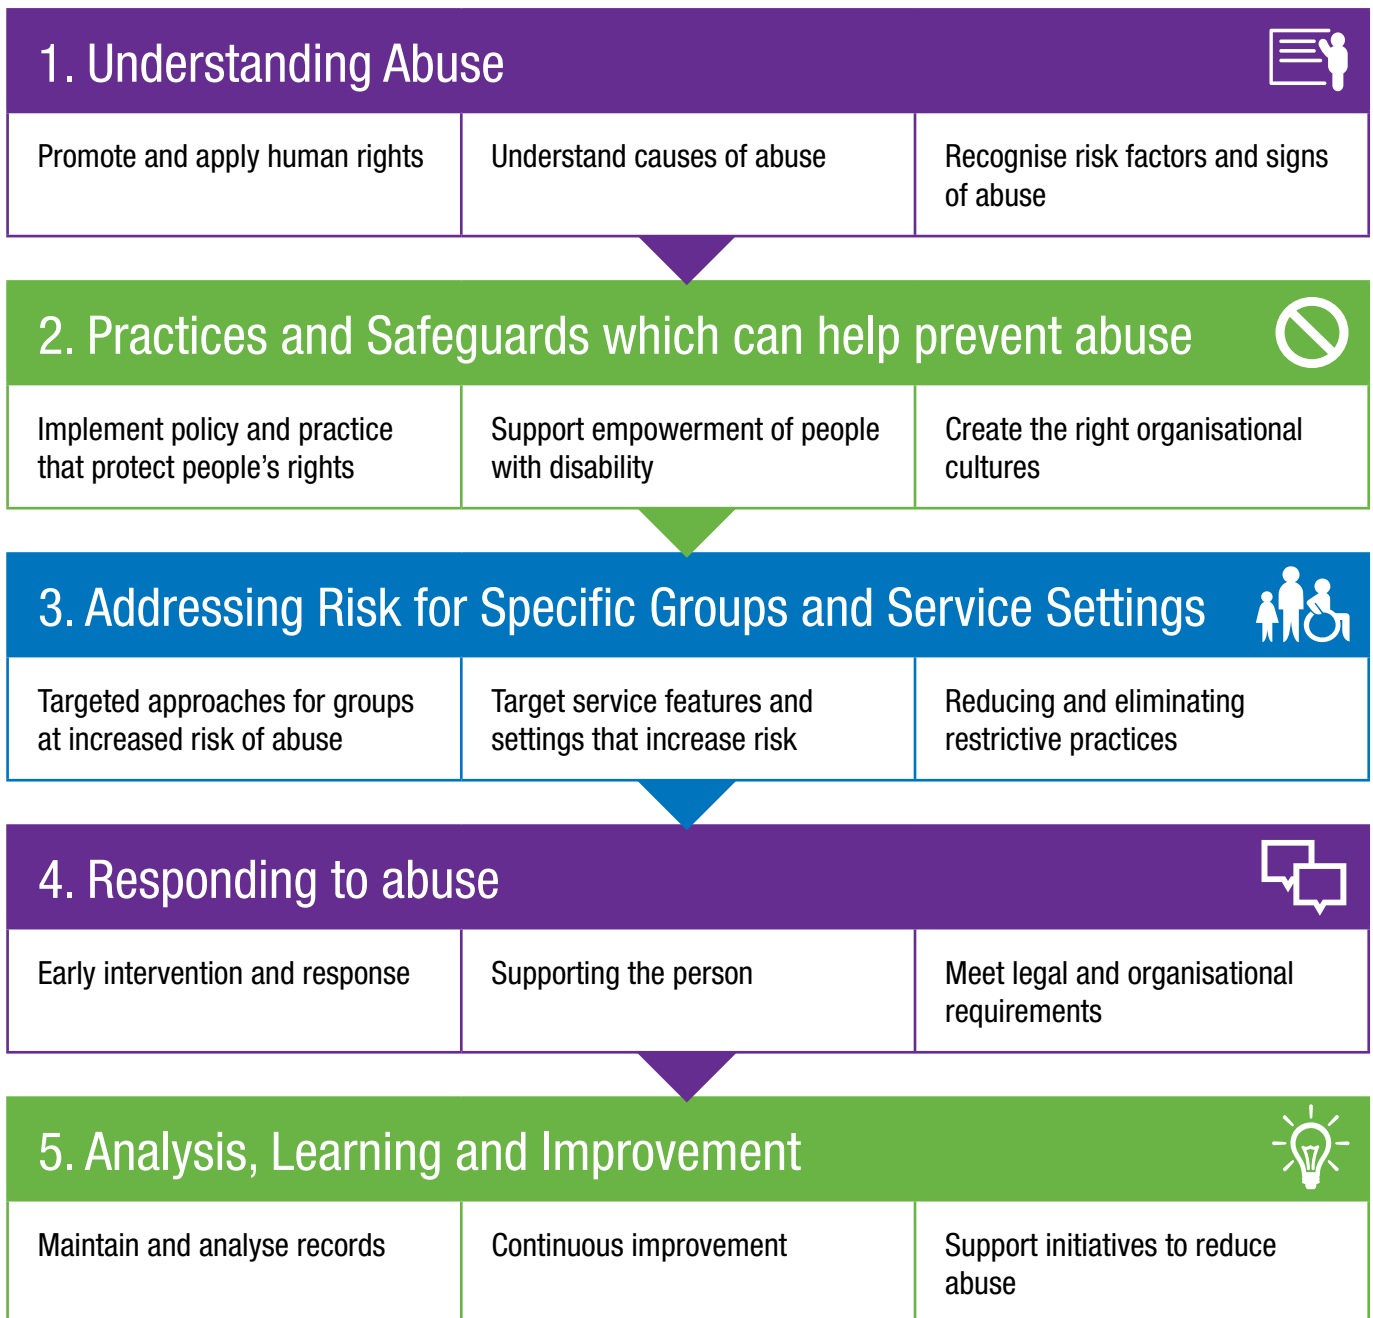 1. Understanding Abuse
Promote and apply human rights
Understand causes of abuse
Recognise risk factors and signs
of abuse
2. Practices and Safeguards which can help prevent abuse
Implement policy and practice
that protect people’s rights
Support empowerment of people
with disability
Create the right organisational
cultures
3. Addressing Risk for Specific Groups and Service Settings
Targeted approaches for groups
at increased risk of abuse
Target service features and
settings that increase risk
Reducing and eliminating
restrictive practices
4. Responding to abuse
Early intervention and response
Supporting the person
Meet legal and organisational
requirements
5. Analysis, Learning and Improvement
Maintain and analyse records
Continuous improvement
Support initiatives to reduce
abuse